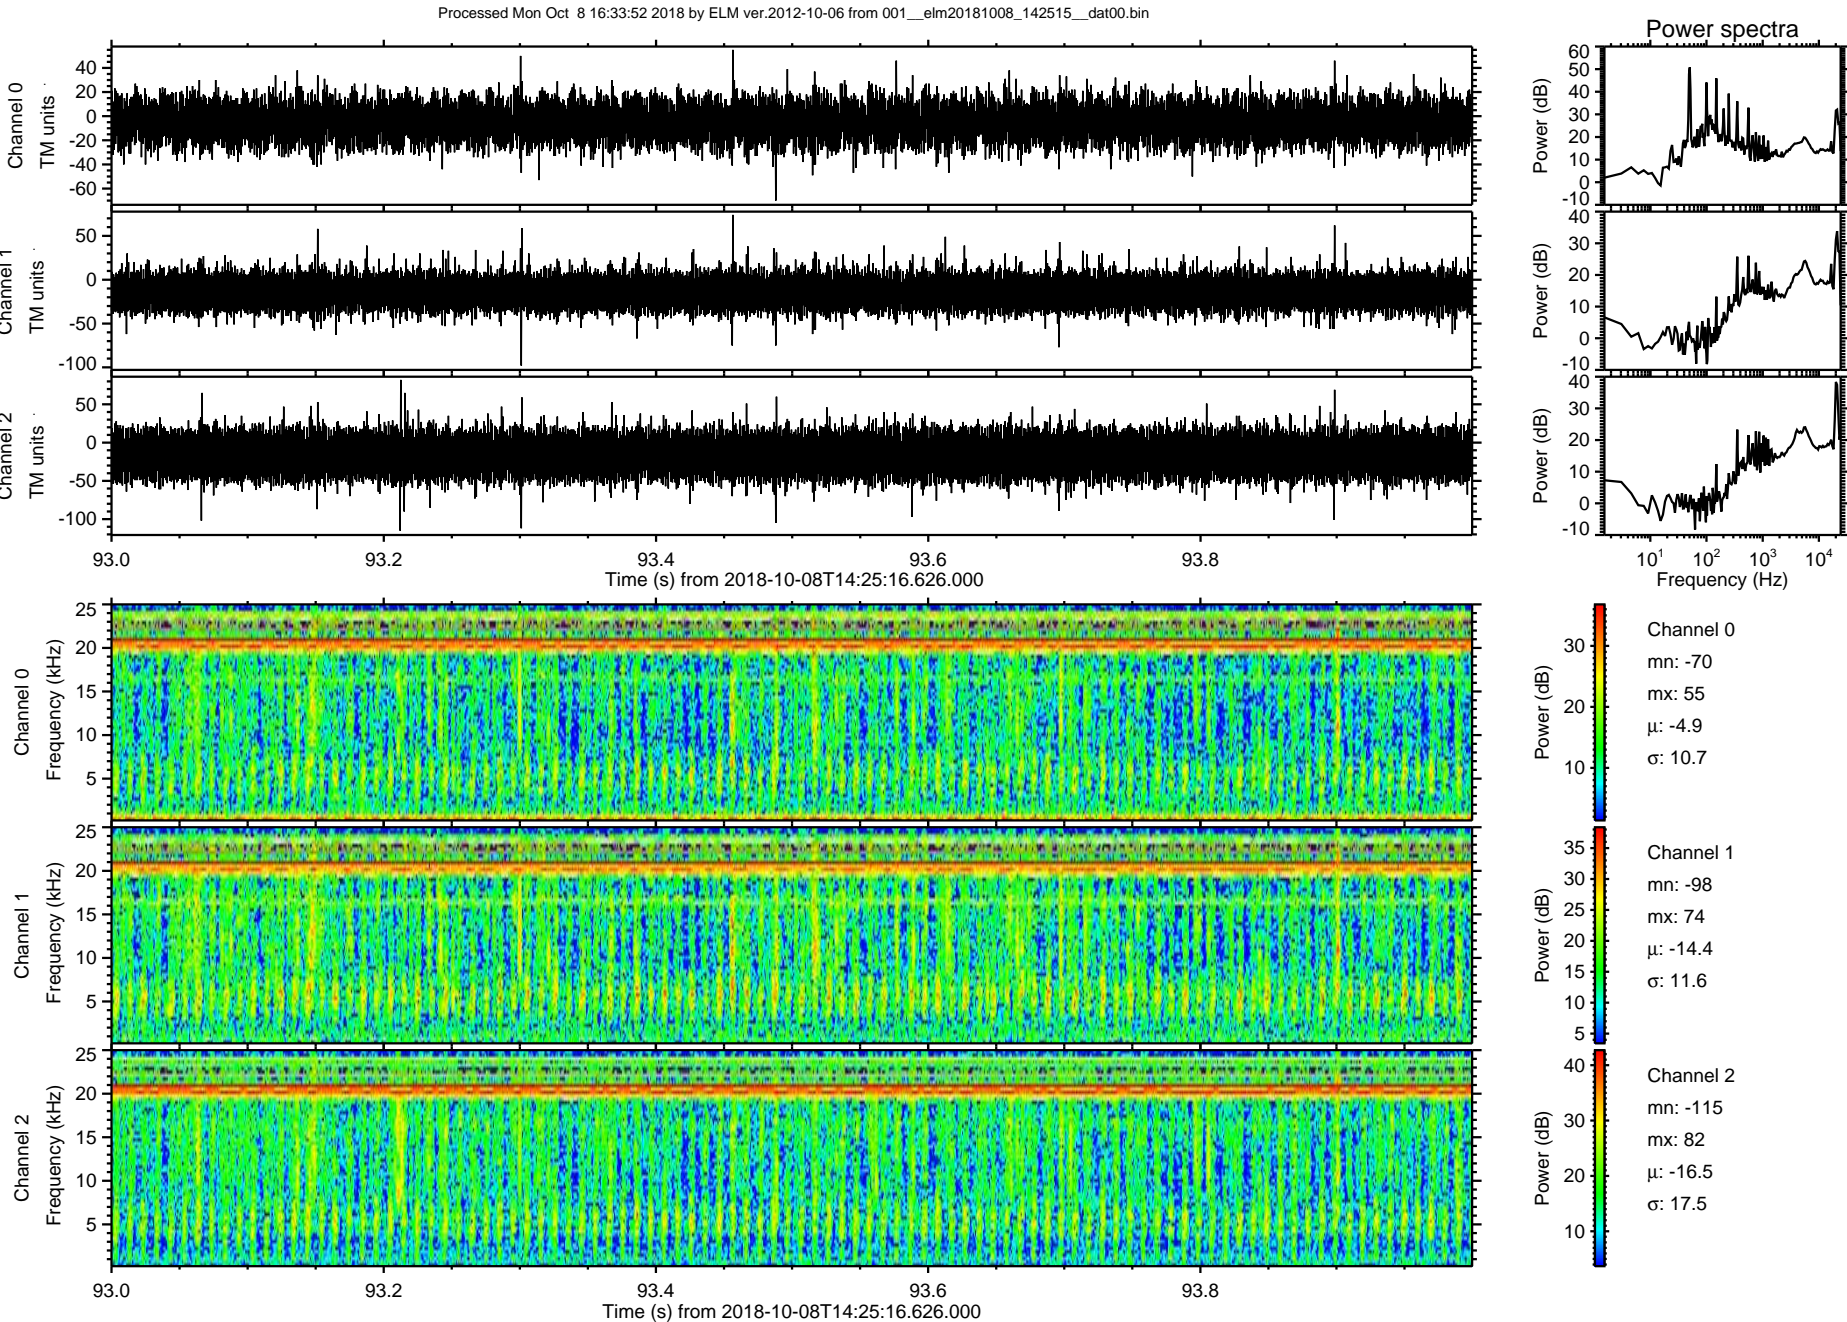 Processed Mon Oct 8 16:33:52 2018 by ELM ver.2012-10-06 from 001__elm20181008_142515__dat00.bin
Power spectra
Channel 0
TM units
40
20
0
-20
-40
-60
Power (dB)
60
50
40
30
20
10
0
-10
Channel 1
TM units
50
0
-50
-100
Power (dB)
40
30
20
10
0
-10
Channel 2
TM units
50
0
-50
-100
Power (dB)
40
30
20
10
0
-10
93.0 93.2 93.4 93.6 93.8
Time (s) from 2018-10-08T14:25:16.626.000
10¹ 10² 10³ 10⁴
Frequency (Hz)
Channel 0
Frequency (kHz)
25
20
15
10
5
Power (dB)
30
20
10
Channel 0
mn: -70
mx: 55
μ: -4.9
σ: 10.7
Channel 1
Frequency (kHz)
25
20
15
10
5
Power (dB)
35
30
25
20
15
10
5
Channel 1
mn: -98
mx: 74
μ: -14.4
σ: 11.6
Channel 2
Frequency (kHz)
25
20
15
10
5
Power (dB)
40
30
20
10
Channel 2
mn: -115
mx: 82
μ: -16.5
σ: 17.5
93.0 93.2 93.4 93.6 93.8
Time (s) from 2018-10-08T14:25:16.626.000